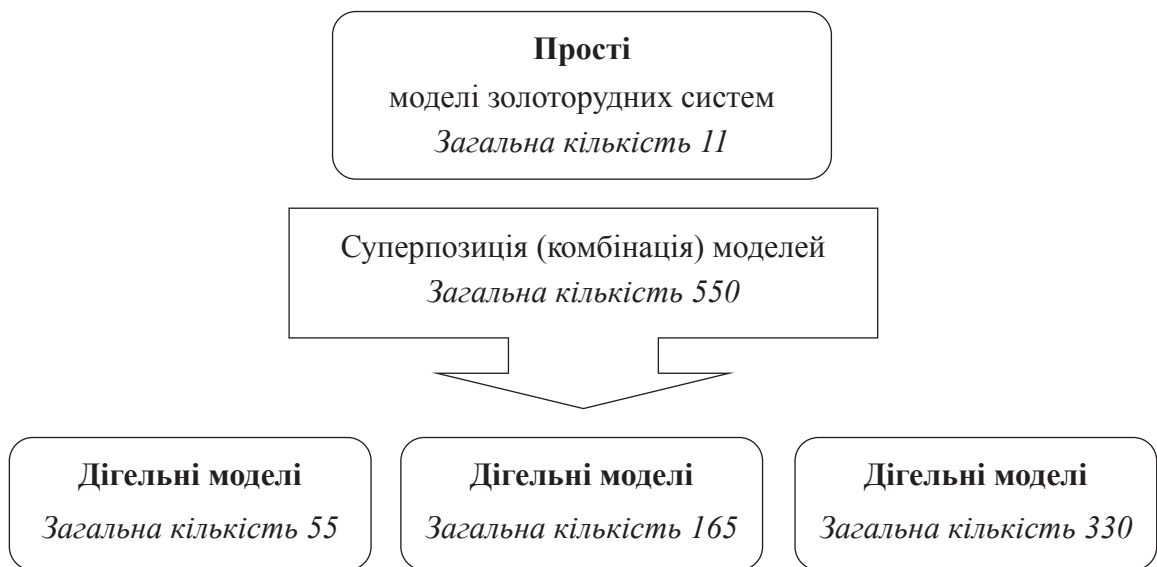 Прості
моделі золоторудних систем
Загальна кількість 11
Суперпозиція (комбінація) моделей
Загальна кількість 550
Дігельні моделі
Загальна кількість 55
Дігельні моделі
Загальна кількість 165
Дігельні моделі
Загальна кількість 330